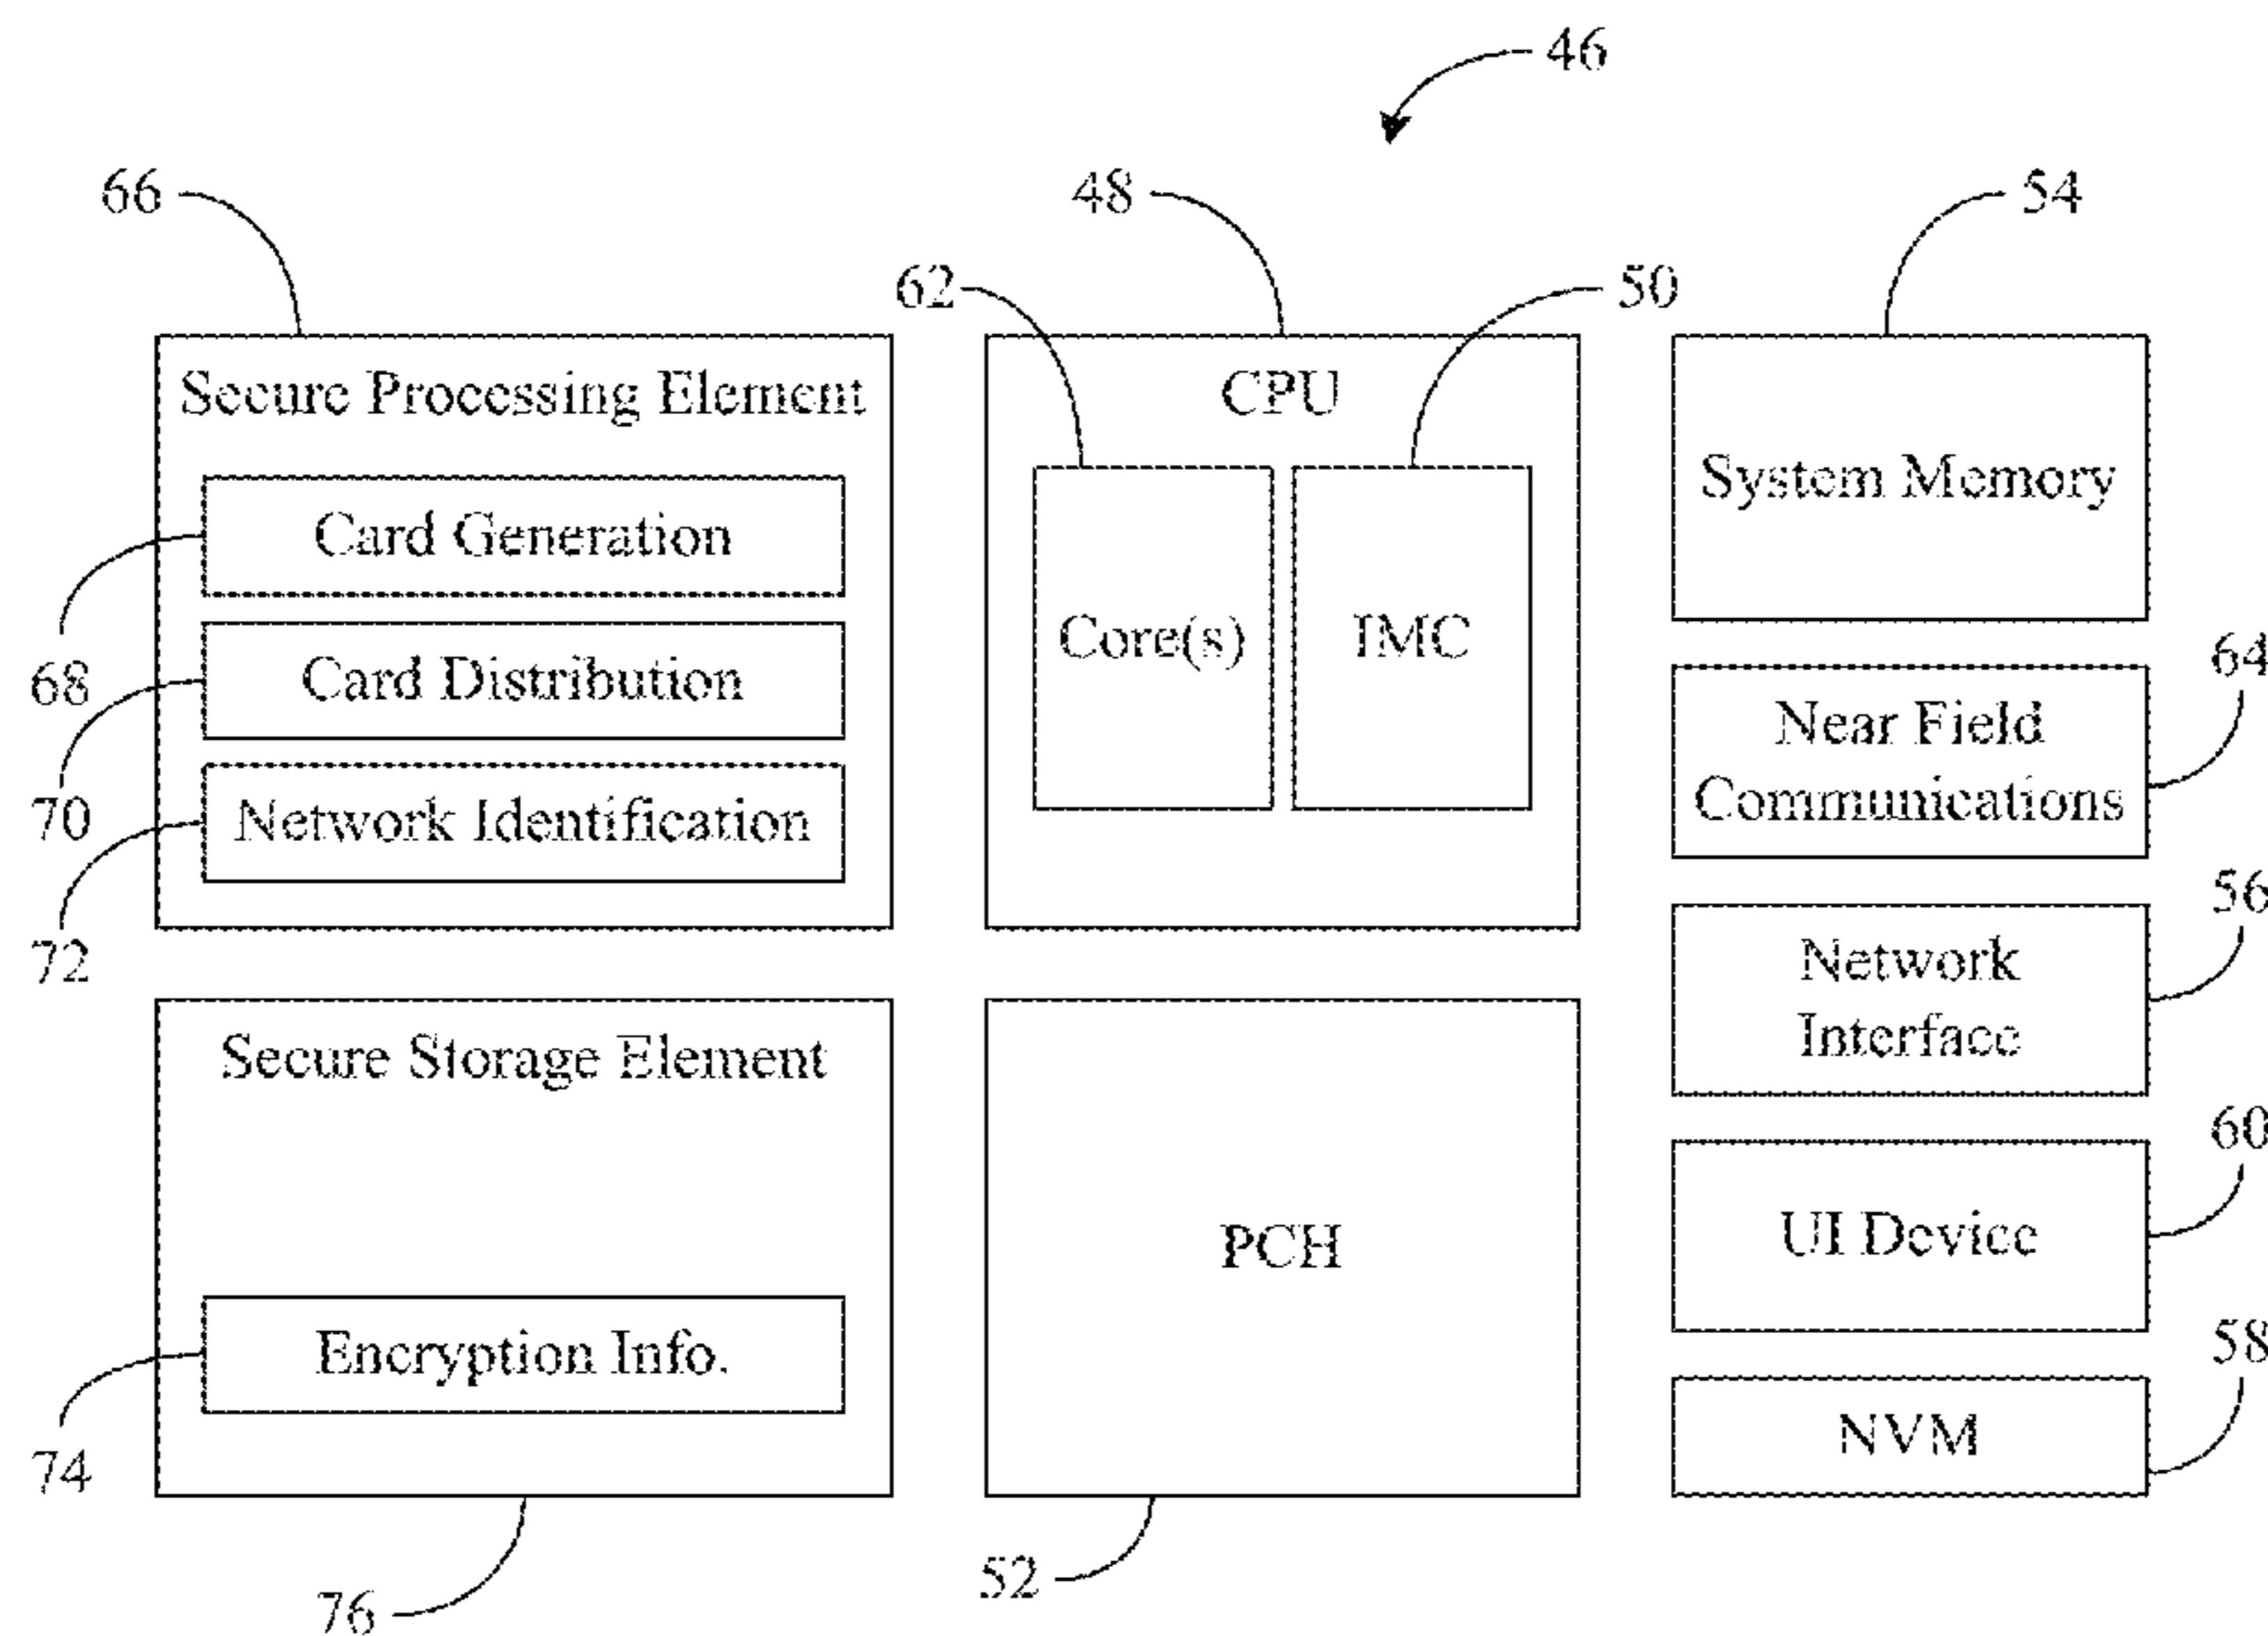 46
66
48
54
62
50
Secure Processing Element
CPU
System Memory
Card Generation
Core(s)
IMC
64
68
Card Distribution
Near Field
Communications
70
Network Identification
56
72
Network
Interface
Secure Storage Element
60
PCH
UI Device
58
Encryption Info.
NVM
74
52
76